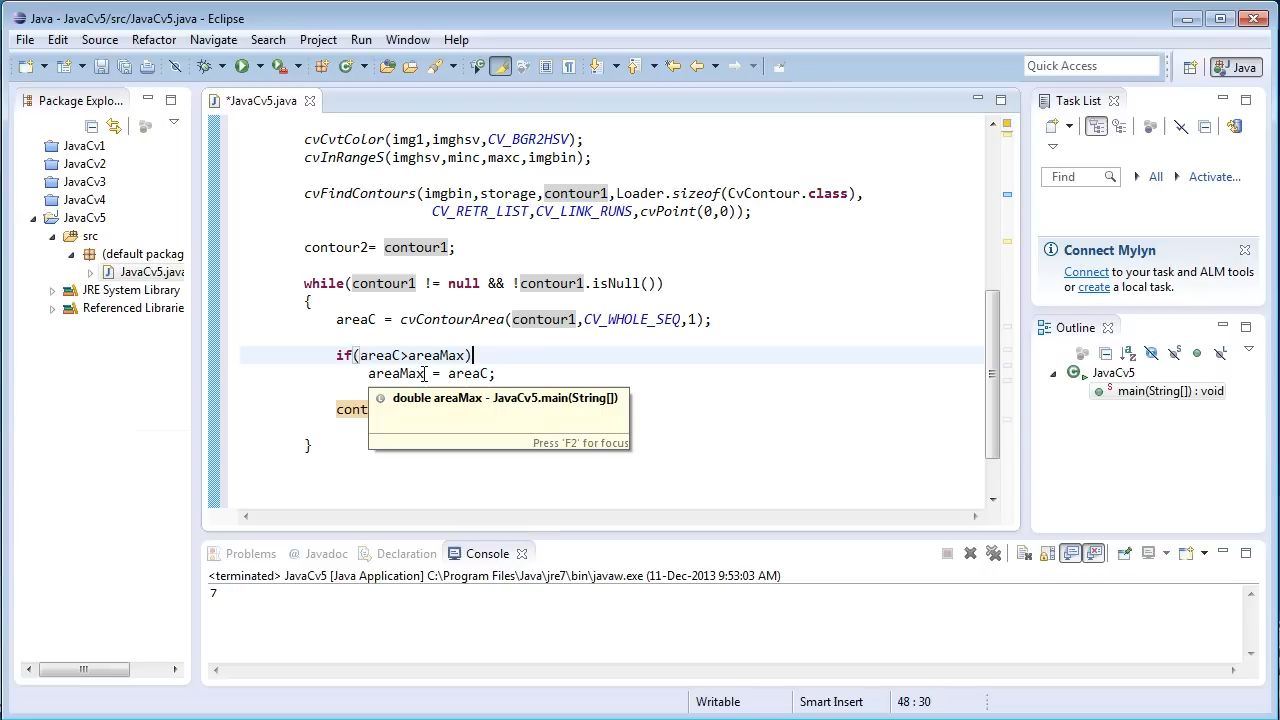 Java - JavaCv5/src/JavaCv5.java - Eclipse
File Edit Source Refactor Navigate Search Project Run Window Help
Quick Access
Java
Package Explo...
*JavaCv5.java
Task List
JavaCv1
JavaCv2
JavaCv3
JavaCv4
JavaCv5
src
(default packag
JavaCv5.java
JRE System Library
Referenced Librarie
cvCvtColor(img1,imghsv,CV_BGR2HSV);
cvInRangeS(imghsv,minc,maxc,imgbin);
cvFindContours(imgbin,storage,contour1,Loader.sizeof(CvContour.class),
CV_RETR_LIST,CV_LINK_RUNS,cvPoint(0,0));
contour2= contour1;
while(contour1 != null && !contour1.isNull())
{
areaC = cvContourArea(contour1,CV_WHOLE_SEQ,1);
if(areaC>areaMax)
areaMax = areaC;
double areaMax - JavaCv5.main(String[])
cont
Press 'F2' for focus
}
Find All Activate...
Connect Mylyn
Connect to your task and ALM tools
or create a local task.
Outline
JavaCv5
main(String[]) : void
Problems @ Javadoc Declaration Console
<terminated> JavaCv5 [Java Application] C:\Program Files\Java\jre7\bin\javaw.exe (11-Dec-2013 9:53:03 AM)
7
Writable Smart Insert 48 : 30